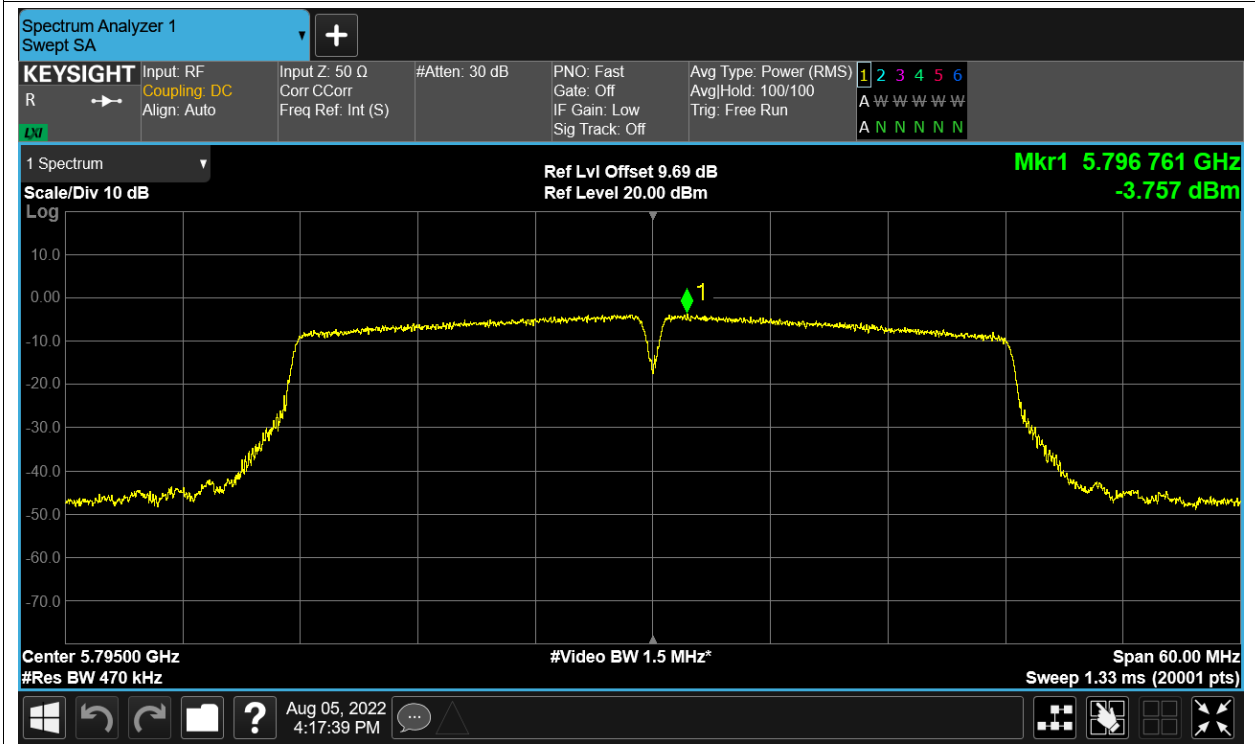 Spectrum Analyzer 1
Swept SA
KEYSIGHT
R
LXI
Input: RF
Coupling: DC
Align: Auto
Input Z: 50 Ω
Corr CCorr
Freq Ref: Int (S)
#Atten: 30 dB
PNO: Fast
Gate: Off
IF Gain: Low
Sig Track: Off
Avg Type: Power (RMS)
Avg|Hold: 100/100
Trig: Free Run
1 2 3 4 5 6
A W W W W W
A N N N N N
1 Spectrum
Scale/Div 10 dB
Log
Ref Lvl Offset 9.69 dB
Ref Level 20.00 dBm
Mkr1 5.796 761 GHz
-3.757 dBm
10.0
0.00
-10.0
-20.0
-30.0
-40.0
-50.0
-60.0
-70.0
1
Center 5.79500 GHz
#Res BW 470 kHz
#Video BW 1.5 MHz*
Span 60.00 MHz
Sweep 1.33 ms (20001 pts)
?
Aug 05, 2022
4:17:39 PM